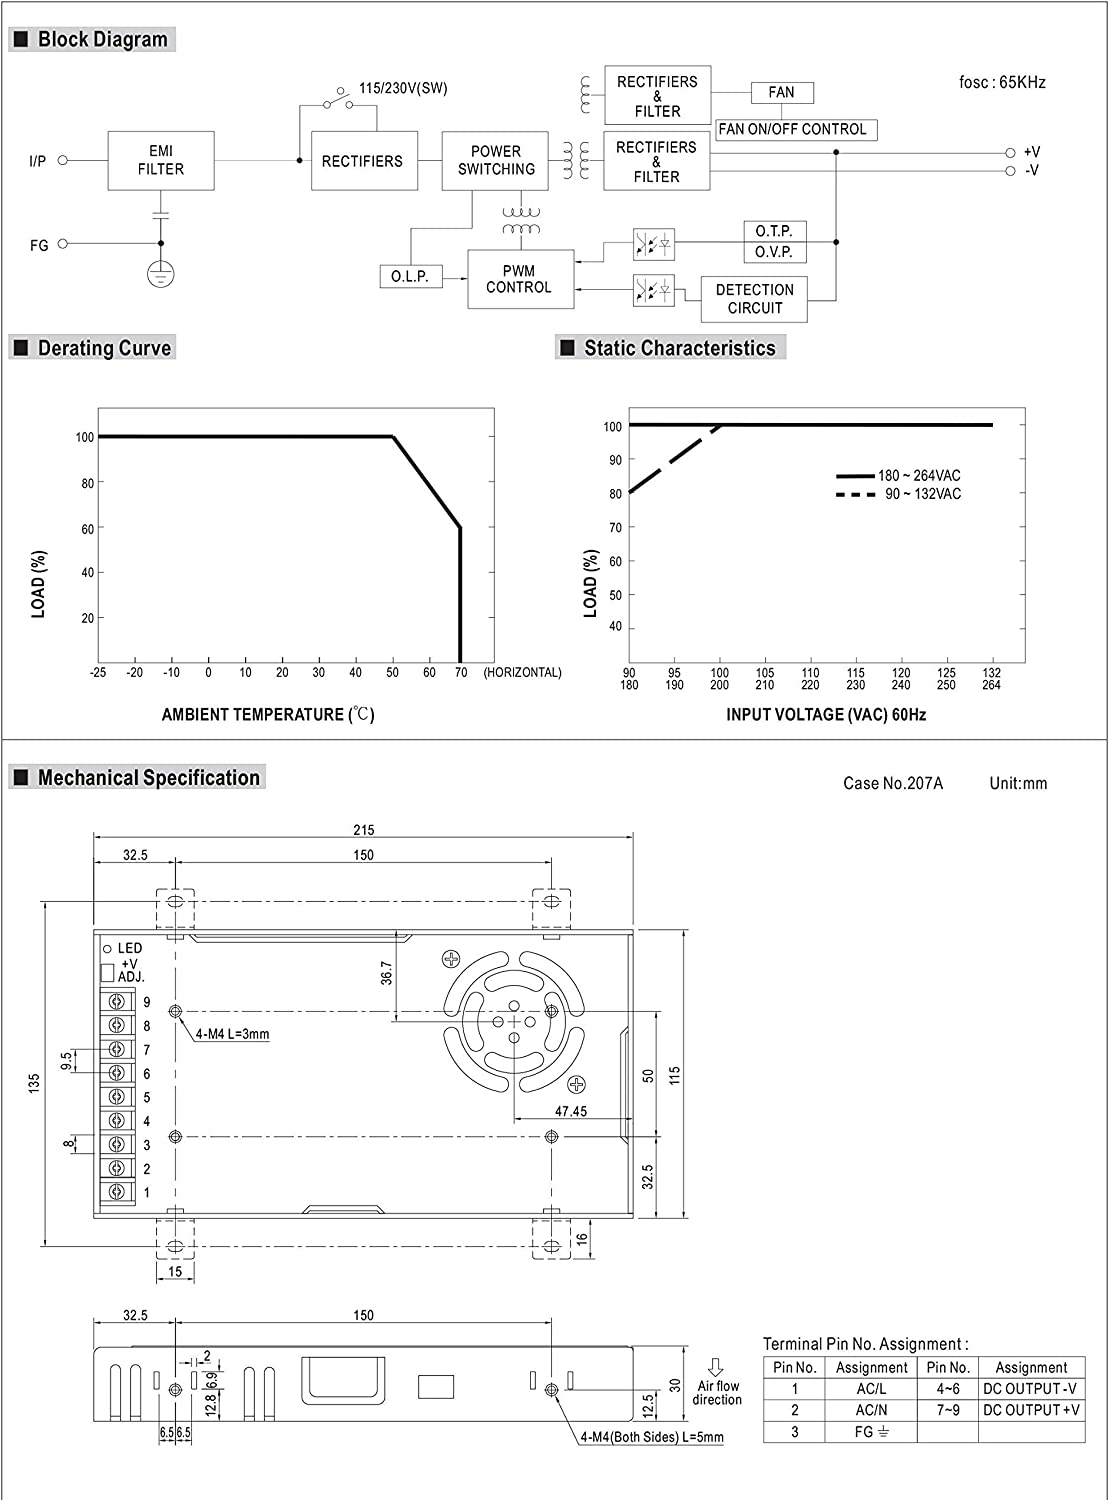 ■ Block Diagram
fosc : 65KHz
115/230V(SW)
RECTIFIERS
&
FILTER
FAN
FAN ON/OFF CONTROL
I/P
EMI
FILTER
RECTIFIERS
POWER
SWITCHING
RECTIFIERS
&
FILTER
+V
-V
FG
O.L.P.
PWM
CONTROL
O.T.P.
O.V.P.
DETECTION
CIRCUIT
■ Derating Curve
100
80
60
40
20
LOAD (%)
-25 -20 -10 0 10 20 30 40 50 60 70 (HORIZONTAL)
AMBIENT TEMPERATURE (℃)
■ Static Characteristics
100
90
80
70
60
50
40
LOAD (%)
180 ~ 264VAC
90 ~ 132VAC
90 95 100 105 110 115 120 125 132
180 190 200 210 220 230 240 250 264
INPUT VOLTAGE (VAC) 60Hz
■ Mechanical Specification
Case No.207A Unit:mm
215
32.5 150
LED
+V
ADJ.
36.7
9
8
7
6
5
4
3
2
1
4-M4 L=3mm
9.5
8
135
47.45
50
115
32.5
16
15
32.5 150
2
6.9
12.8
6.5 6.5
30
12.5
Air flow
direction
4-M4(Both Sides) L=5mm
Terminal Pin No. Assignment :
Pin No. Assignment Pin No. Assignment
1 AC/L 4~6 DC OUTPUT -V
2 AC/N 7~9 DC OUTPUT +V
3 FG ⏚